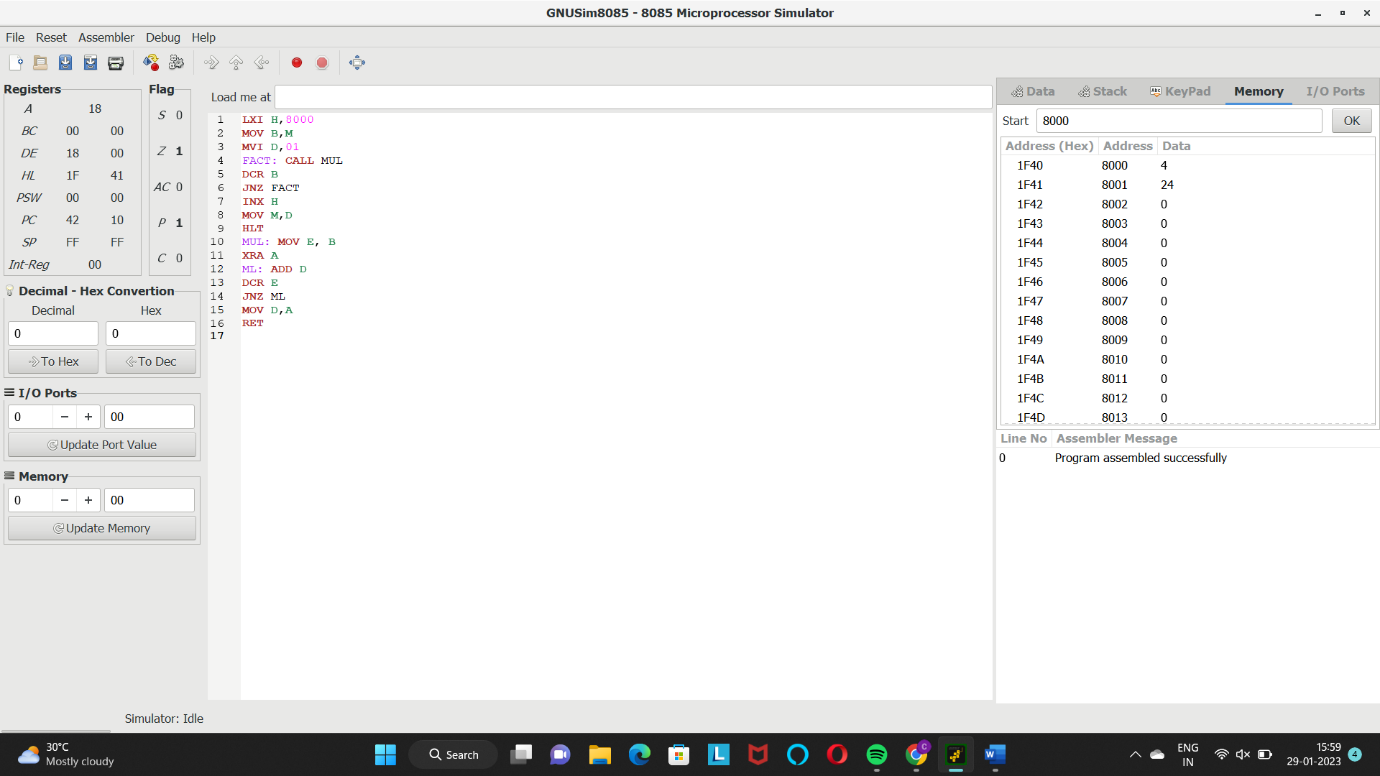 GNUSim8085 - 8085 Microprocessor Simulator
File Reset Assembler Debug Help
Registers
A 18
BC 00 00
DE 18 00
HL 1F 41
PSW 00 00
PC 42 10
SP FF FF
Int-Reg 00
Flag
S 0
Z 1
AC 0
P 1
C 0
Decimal - Hex Convertion
Decimal Hex
0 0
To Hex To Dec
I/O Ports
0 − + 00
Update Port Value
Memory
0 − + 00
Update Memory
Load me at
1 LXI H,8000
2 MOV B,M
3 MVI D,01
4 FACT: CALL MUL
5 DCR B
6 JNZ FACT
7 INX H
8 MOV M,D
9 HLT
10 MUL: MOV E, B
11 XRA A
12 ML: ADD D
13 DCR E
14 JNZ ML
15 MOV D,A
16 RET
17
Data Stack KeyPad Memory I/O Ports
Start 8000 OK
Address (Hex) Address Data
1F40 8000 4
1F41 8001 24
1F42 8002 0
1F43 8003 0
1F44 8004 0
1F45 8005 0
1F46 8006 0
1F47 8007 0
1F48 8008 0
1F49 8009 0
1F4A 8010 0
1F4B 8011 0
1F4C 8012 0
1F4D 8013 0
Line No Assembler Message
0 Program assembled successfully
Simulator: Idle
30°C
Mostly cloudy
Search
ENG
IN
15:59
29-01-2023
4